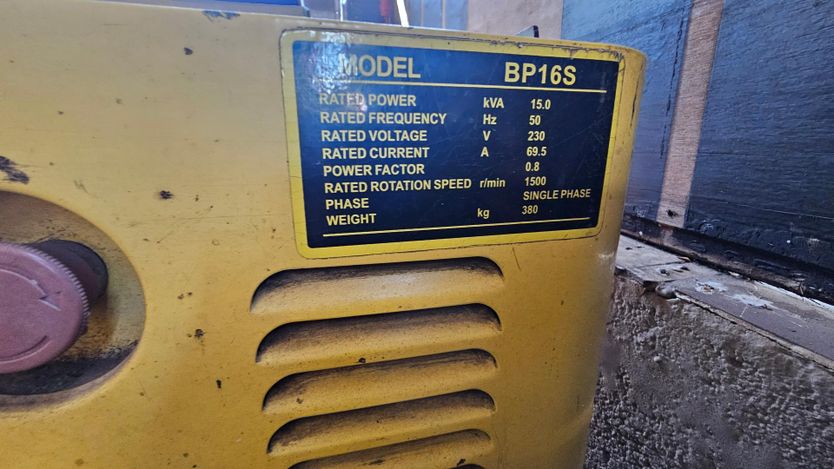 MODEL BP16S
RATED POWER kVA 15.0
RATED FREQUENCY Hz 50
RATED VOLTAGE V 230
RATED CURRENT A 69.5
POWER FACTOR 0.8
RATED ROTATION SPEED r/min 1500
PHASE SINGLE PHASE
WEIGHT kg 380